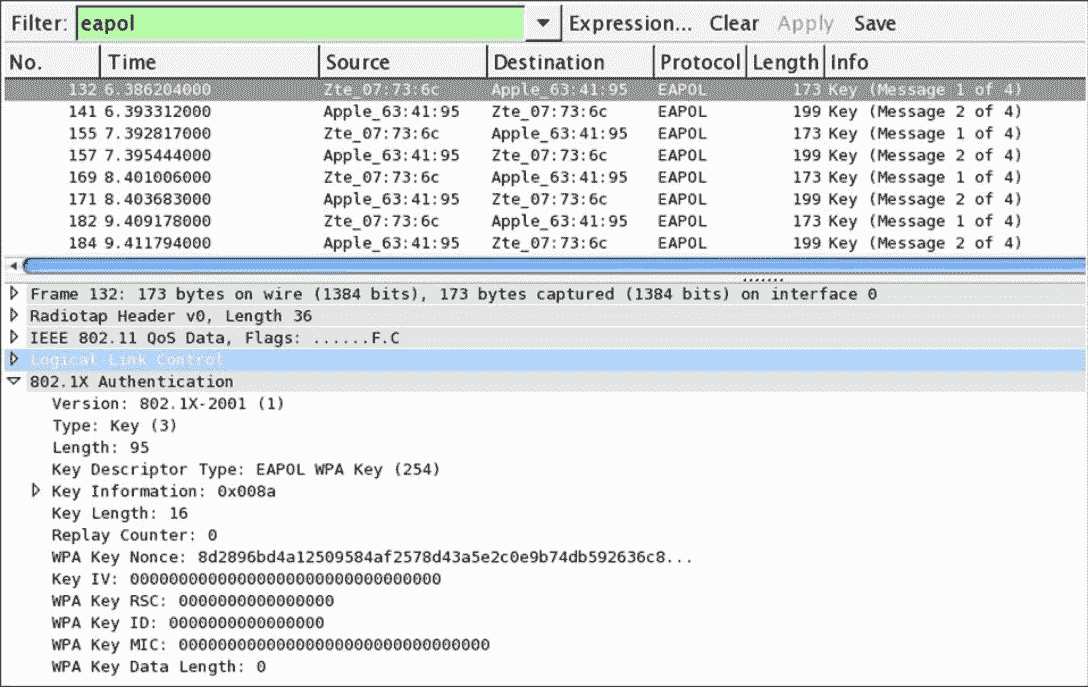 Filter: eapol Expression... Clear Apply Save
No. Time Source Destination Protocol Length Info
132 6.386204000 Zte_07:73:6c Apple_63:41:95 EAPOL 173 Key (Message 1 of 4)
141 6.393312000 Apple_63:41:95 Zte_07:73:6c EAPOL 199 Key (Message 2 of 4)
155 7.392817000 Zte_07:73:6c Apple_63:41:95 EAPOL 173 Key (Message 1 of 4)
157 7.395444000 Apple_63:41:95 Zte_07:73:6c EAPOL 199 Key (Message 2 of 4)
169 8.401006000 Zte_07:73:6c Apple_63:41:95 EAPOL 173 Key (Message 1 of 4)
171 8.403683000 Apple_63:41:95 Zte_07:73:6c EAPOL 199 Key (Message 2 of 4)
182 9.409178000 Zte_07:73:6c Apple_63:41:95 EAPOL 173 Key (Message 1 of 4)
184 9.411794000 Apple_63:41:95 Zte_07:73:6c EAPOL 199 Key (Message 2 of 4)
Frame 132: 173 bytes on wire (1384 bits), 173 bytes captured (1384 bits) on interface 0
Radiotap Header v0, Length 36
IEEE 802.11 QoS Data, Flags: ......F.C
Logical-Link Control
802.1X Authentication
Version: 802.1X-2001 (1)
Type: Key (3)
Length: 95
Key Descriptor Type: EAPOL WPA Key (254)
Key Information: 0x008a
Key Length: 16
Replay Counter: 0
WPA Key Nonce: 8d2896bd4a12509584af2578d43a5e2c0e9b74db592636c8...
Key IV: 00000000000000000000000000000000
WPA Key RSC: 0000000000000000
WPA Key ID: 0000000000000000
WPA Key MIC: 00000000000000000000000000000000
WPA Key Data Length: 0